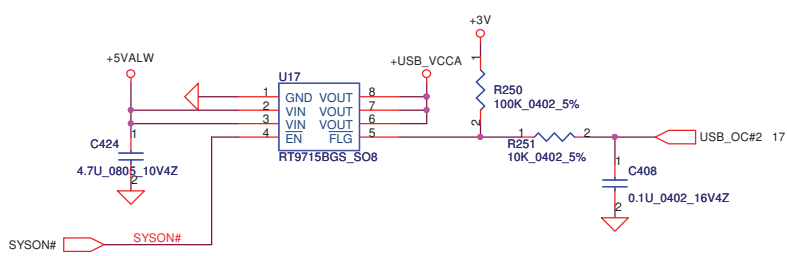 +3V
+5VALW
+USB_VCCA
U17
1 GND VOUT 8
2 VIN VOUT 7
3 VIN VOUT 6
4 EN FLG 5
RT9715BGS_SO8
1
R250
100K_0402_5%
2
1 2
R251
10K_0402_5%
USB_OC#2 17
1
C424
4.7U_0805_10V4Z
2
1
C408
0.1U_0402_16V4Z
2
SYSON# SYSON#